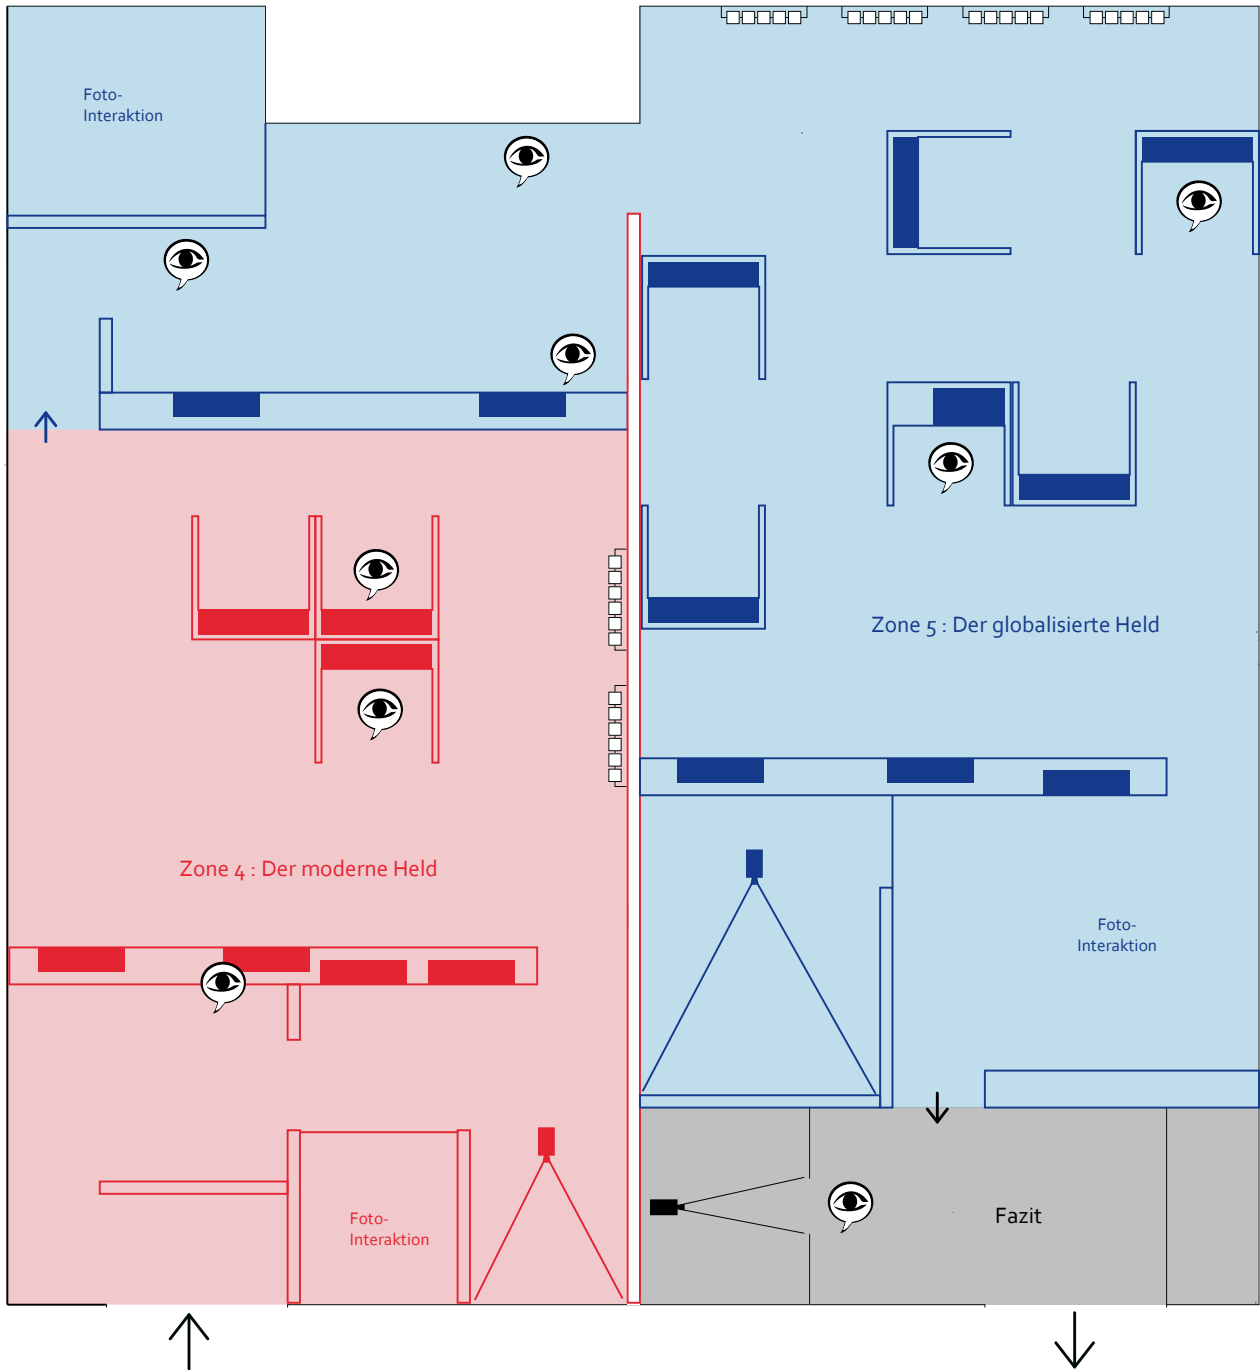 Foto-
Interaktion
Zone 5 : Der globalisierte Held
Zone 4 : Der moderne Held
Foto-
Interaktion
Foto-
Interaktion
Fazit